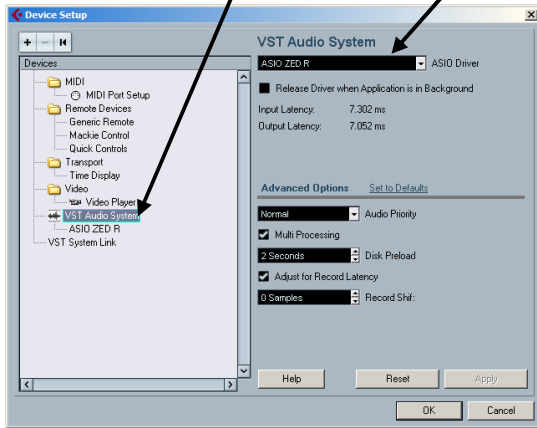 Device Setup
+ -
Devices
MIDI
MIDI Port Setup
Remote Devices
Generic Remote
Mackie Control
Quick Controls
Transport
Time Display
Video
Video Player
VST Audio System
ASIO ZED R
VST System Link
VST Audio System
ASIO ZED R ASIO Driver
Release Driver when Application is in Background
Input Latency: 7.302 ms
Output Latency: 7.052 ms
Advanced Options Set to Defaults
Normal Audio Priority
Multi Processing
2 Seconds Disk Preload
Adjust for Record Latency
0 Samples Record Shif:
Help Reset Apply
OK Cancel